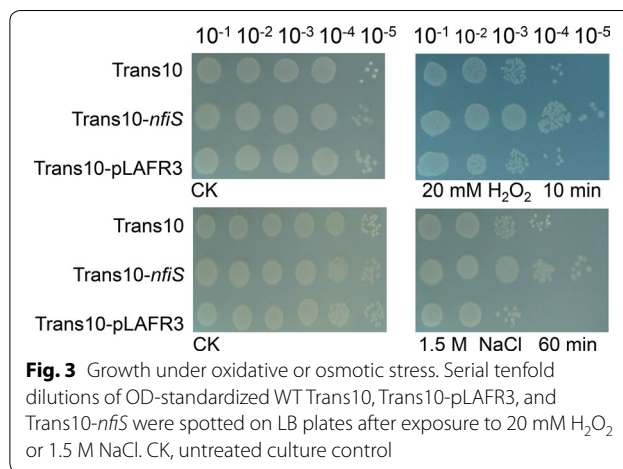 10⁻¹ 10⁻² 10⁻³ 10⁻⁴ 10⁻⁵ 10⁻¹ 10⁻² 10⁻³ 10⁻⁴ 10⁻⁵
Trans10
Trans10-nfiS
Trans10-pLAFR3
CK 20 mM H₂O₂ 10 min
Trans10
Trans10-nfiS
Trans10-pLAFR3
CK 1.5 M NaCl 60 min
Fig. 3 Growth under oxidative or osmotic stress. Serial tenfold
dilutions of OD-standardized WT Trans10, Trans10-pLAFR3, and
Trans10-nfiS were spotted on LB plates after exposure to 20 mM H₂O₂
or 1.5 M NaCl. CK, untreated culture control